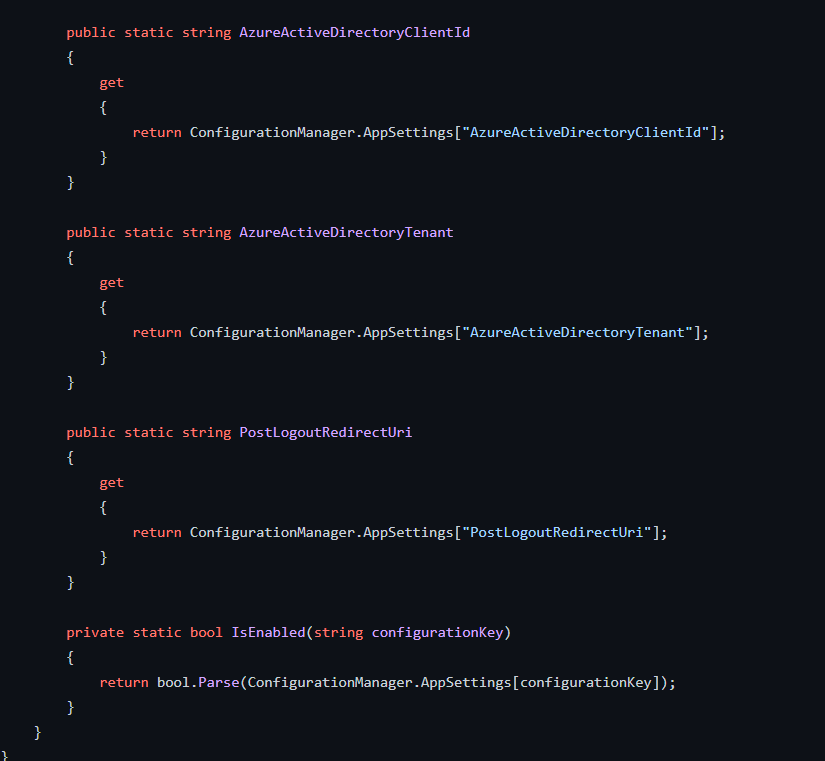 public static string AzureActiveDirectoryClientId
{
get
{
return ConfigurationManager.AppSettings["AzureActiveDirectoryClientId"];
}
}
public static string AzureActiveDirectoryTenant
{
get
{
return ConfigurationManager.AppSettings["AzureActiveDirectoryTenant"];
}
}
public static string PostLogoutRedirectUri
{
get
{
return ConfigurationManager.AppSettings["PostLogoutRedirectUri"];
}
}
private static bool IsEnabled(string configurationKey)
{
return bool.Parse(ConfigurationManager.AppSettings[configurationKey]);
}
}
}